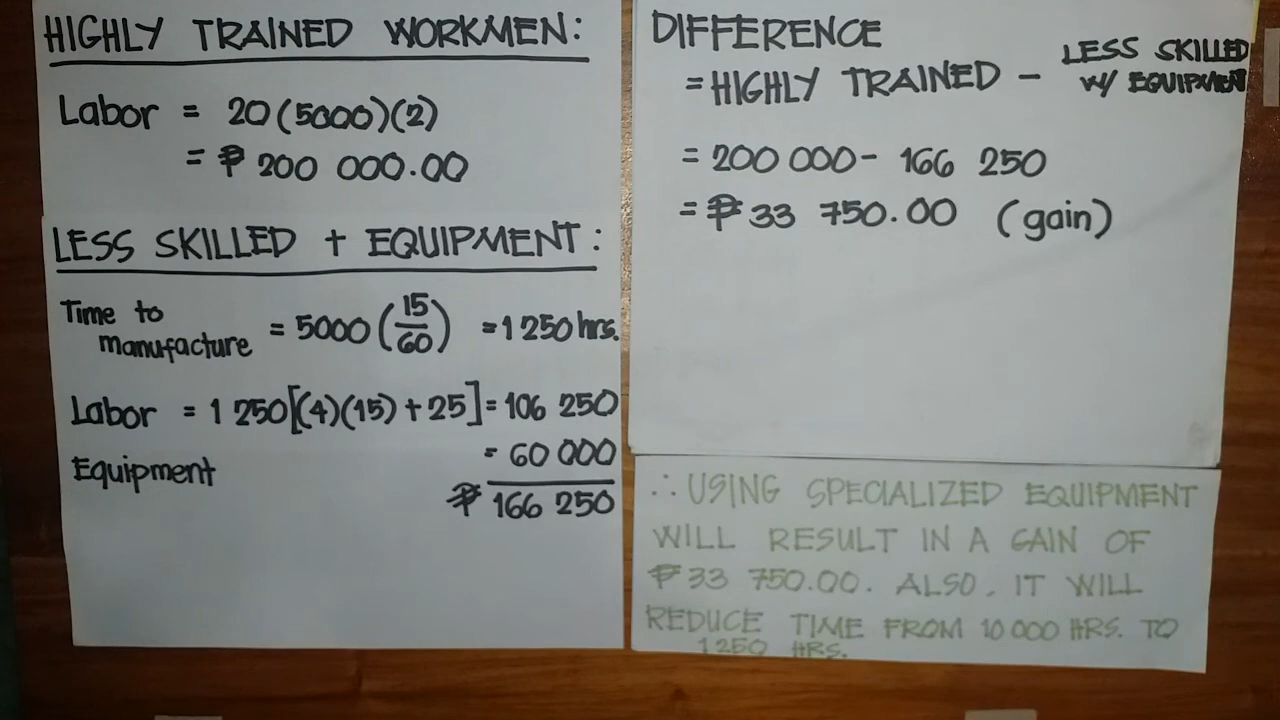 HIGHLY TRAINED WORKMEN:
Labor = 20(5000)(2)
= ₱ 200 000.00
LESS SKILLED + EQUIPMENT:
Time to manufacture = 5000 (15/60) = 1 250 hrs.
Labor = 1 250[(4)(15) + 25] = 106 250
Equipment = 60 000
₱ 166 250
DIFFERENCE
= HIGHLY TRAINED - LESS SKILLED W/ EQUIPMENT
= 200 000 - 166 250
= ₱ 33 750.00 (gain)
∴ USING SPECIALIZED EQUIPMENT
WILL RESULT IN A GAIN OF
₱ 33 750.00. ALSO, IT WILL
REDUCE TIME FROM 10 000 HRS. TO
1250 HRS.